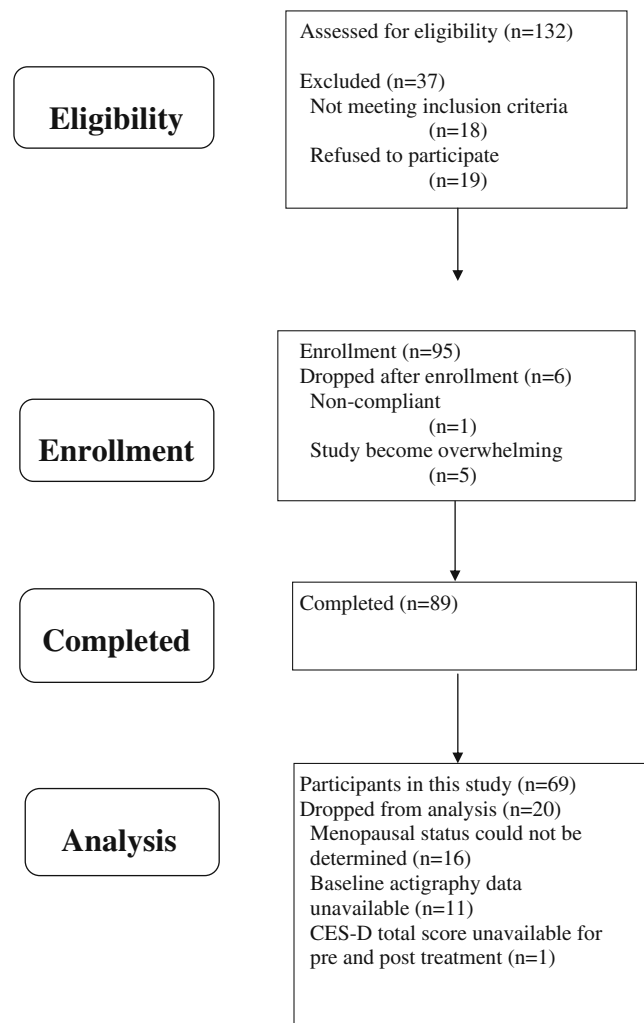 Eligibility
Assessed for eligibility (n=132)
Excluded (n=37)
Not meeting inclusion criteria
(n=18)
Refused to participate
(n=19)
Enrollment
Enrollment (n=95)
Dropped after enrollment (n=6)
Non-compliant
(n=1)
Study become overwhelming
(n=5)
Completed
Completed (n=89)
Analysis
Participants in this study (n=69)
Dropped from analysis (n=20)
Menopausal status could not be
determined (n=16)
Baseline actigraphy data
unavailable (n=11)
CES-D total score unavailable for
pre and post treatment (n=1)